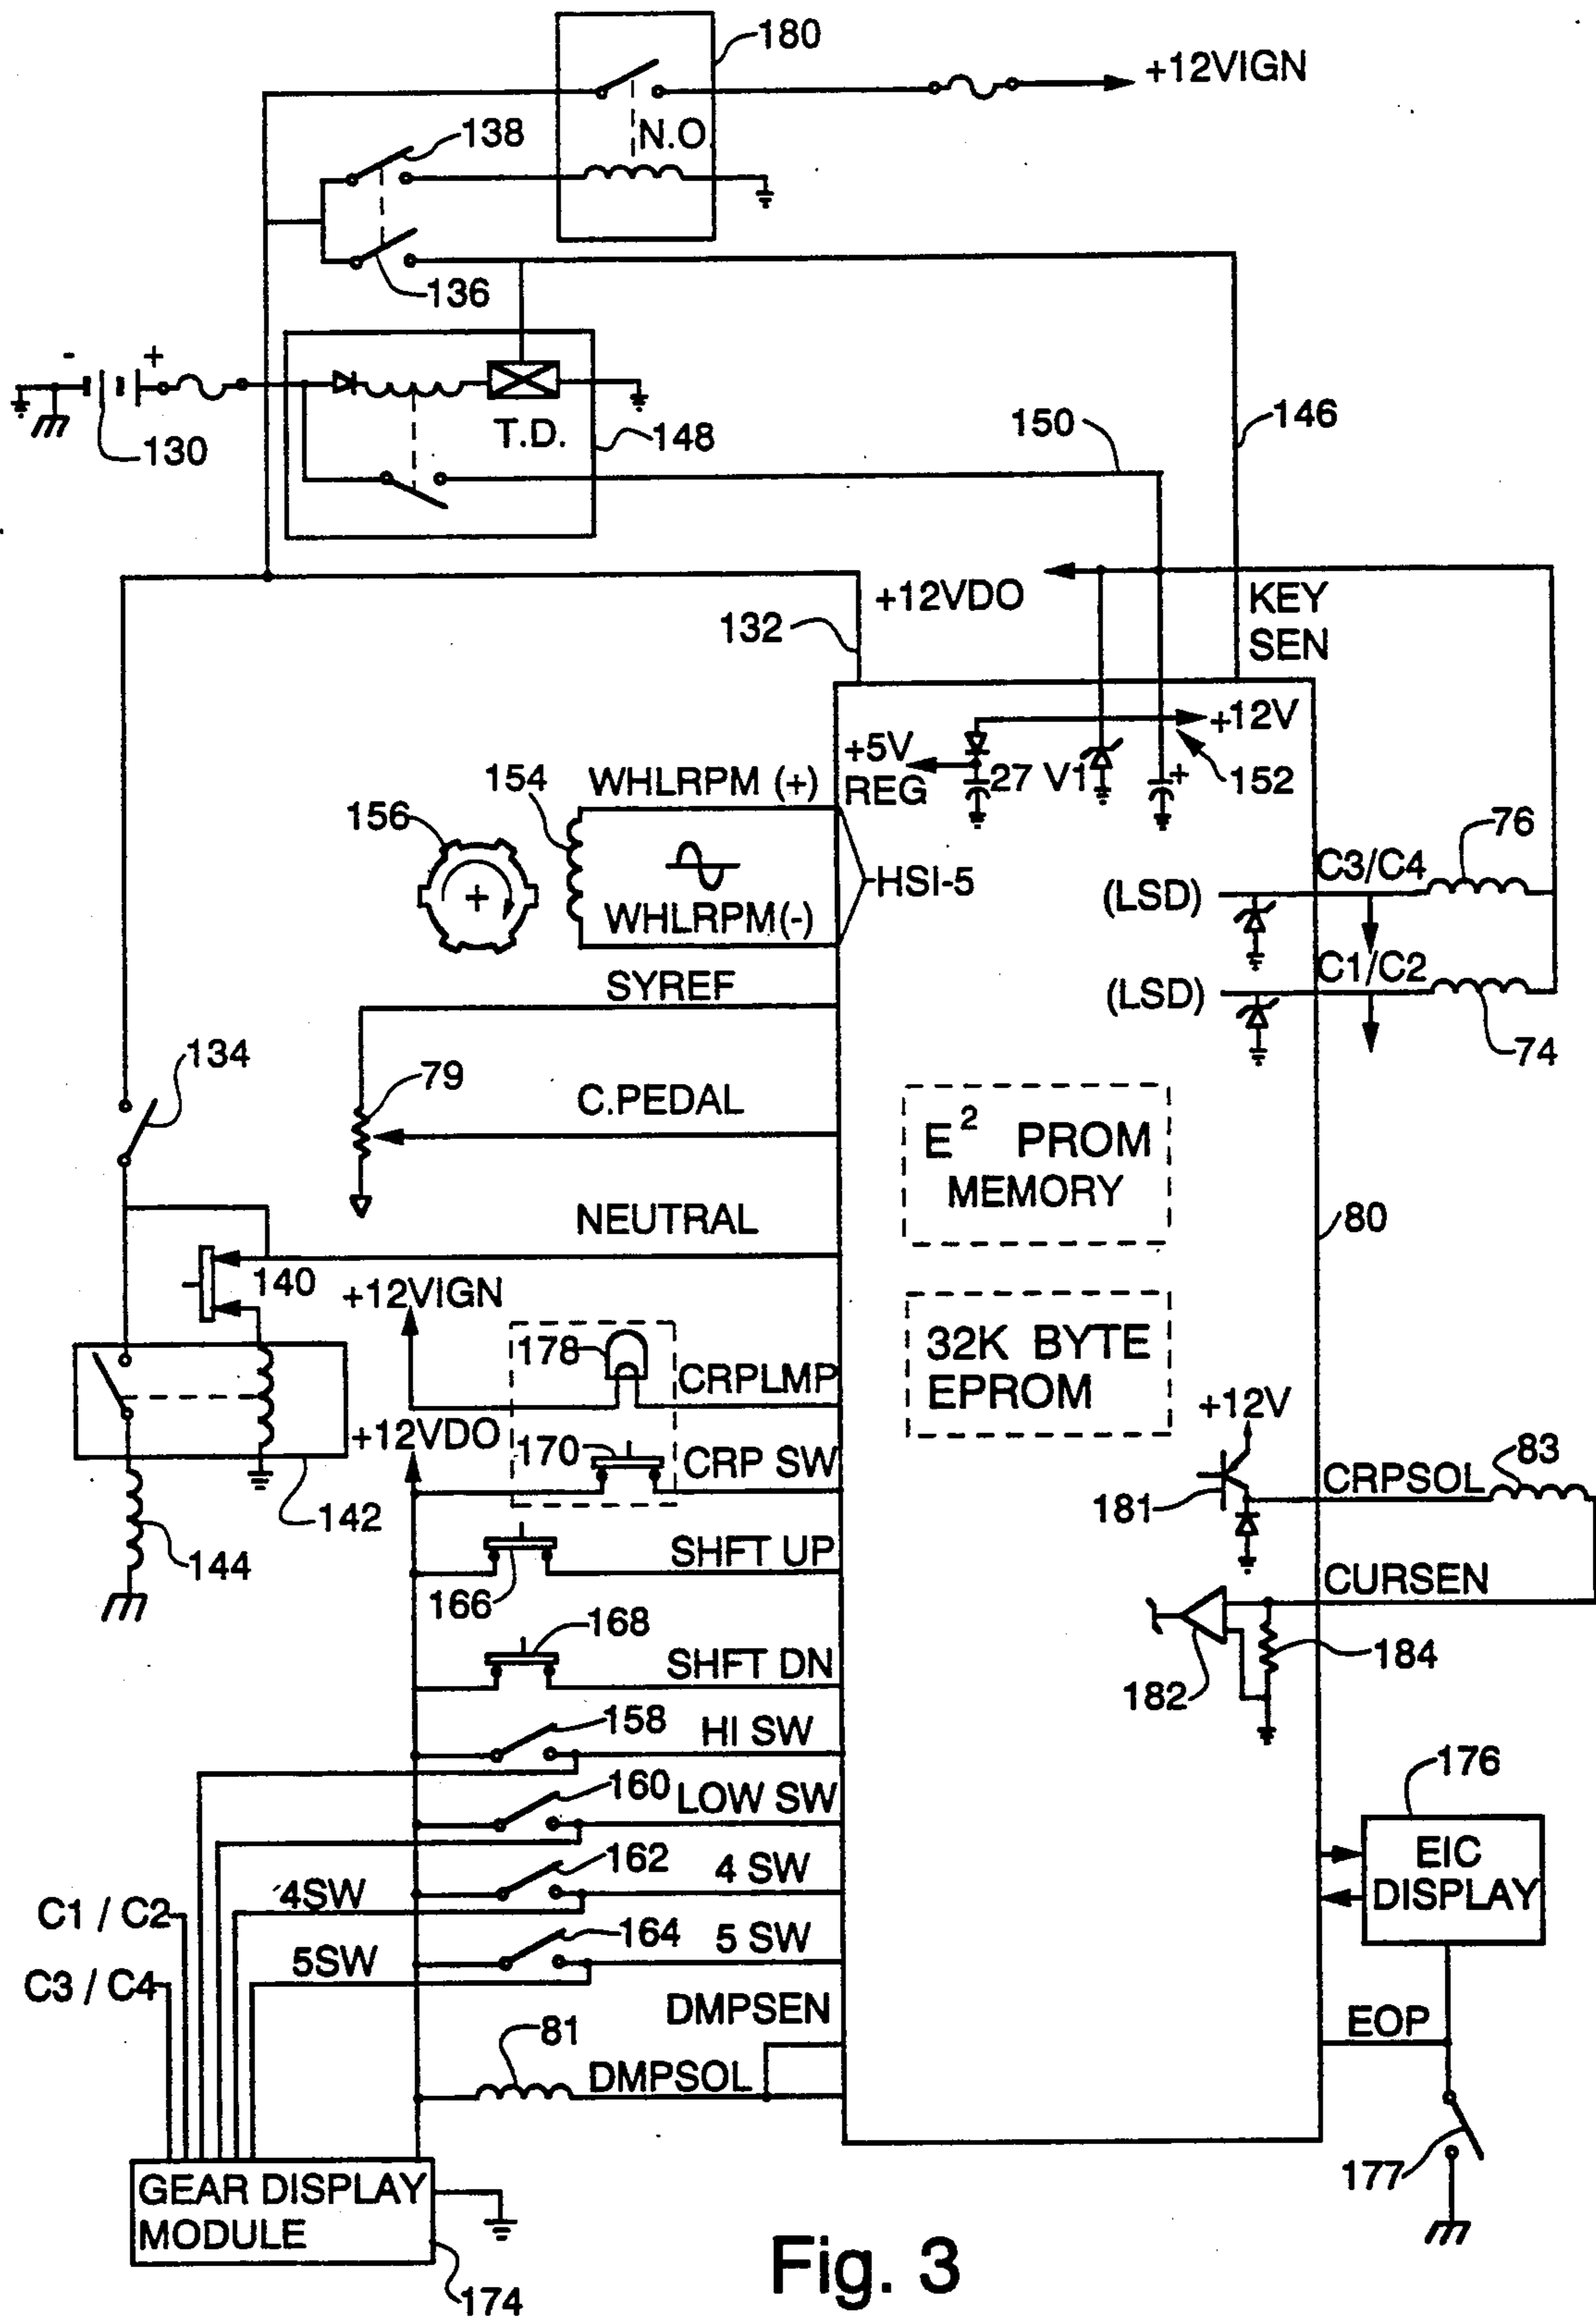 180
+12VIGN
N.O.
138
136
- +
130
T.D.
148
150
146
+12VDO
KEY
SEN
132
+12V
+5V
REG
27 V1
152
154
WHLRPM (+)
156
HSI-5
WHLRPM(-)
76
C3/C4
(LSD)
C1/C2
(LSD)
74
SYREF
134
79
C.PEDAL
E2 PROM
MEMORY
NEUTRAL
80
140
+12VIGN
178
CRPLMP
32K BYTE
EPROM
+12VDO
170
CRP SW
+12V
83
CRPSOL
181
142
144
SHFT UP
166
CURSEN
168
SHFT DN
184
182
158
HI SW
176
160
LOW SW
EIC
DISPLAY
162
4 SW
4SW
C1 / C2
164
5 SW
5SW
C3 / C4
DMPSEN
EOP
81
DMPSOL
177
GEAR DISPLAY
MODULE
174
Fig. 3